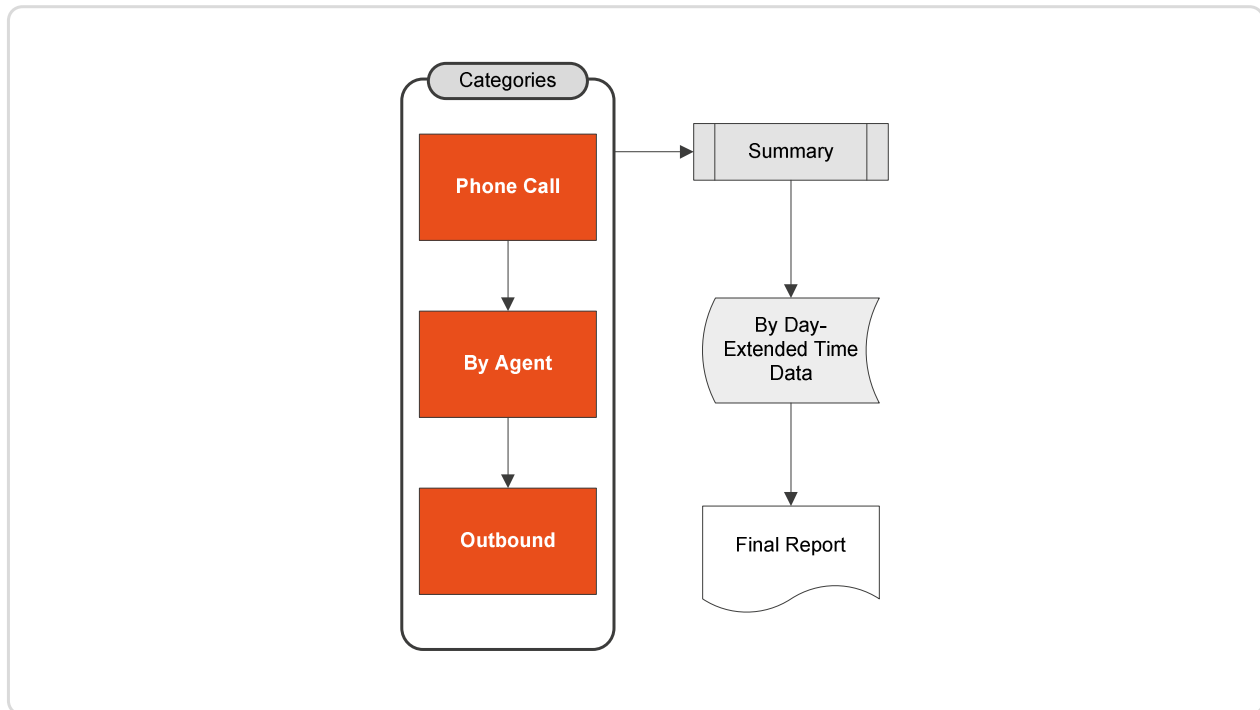 Categories
Phone Call
By Agent
Outbound
Summary
By Day-
Extended Time
Data
Final Report